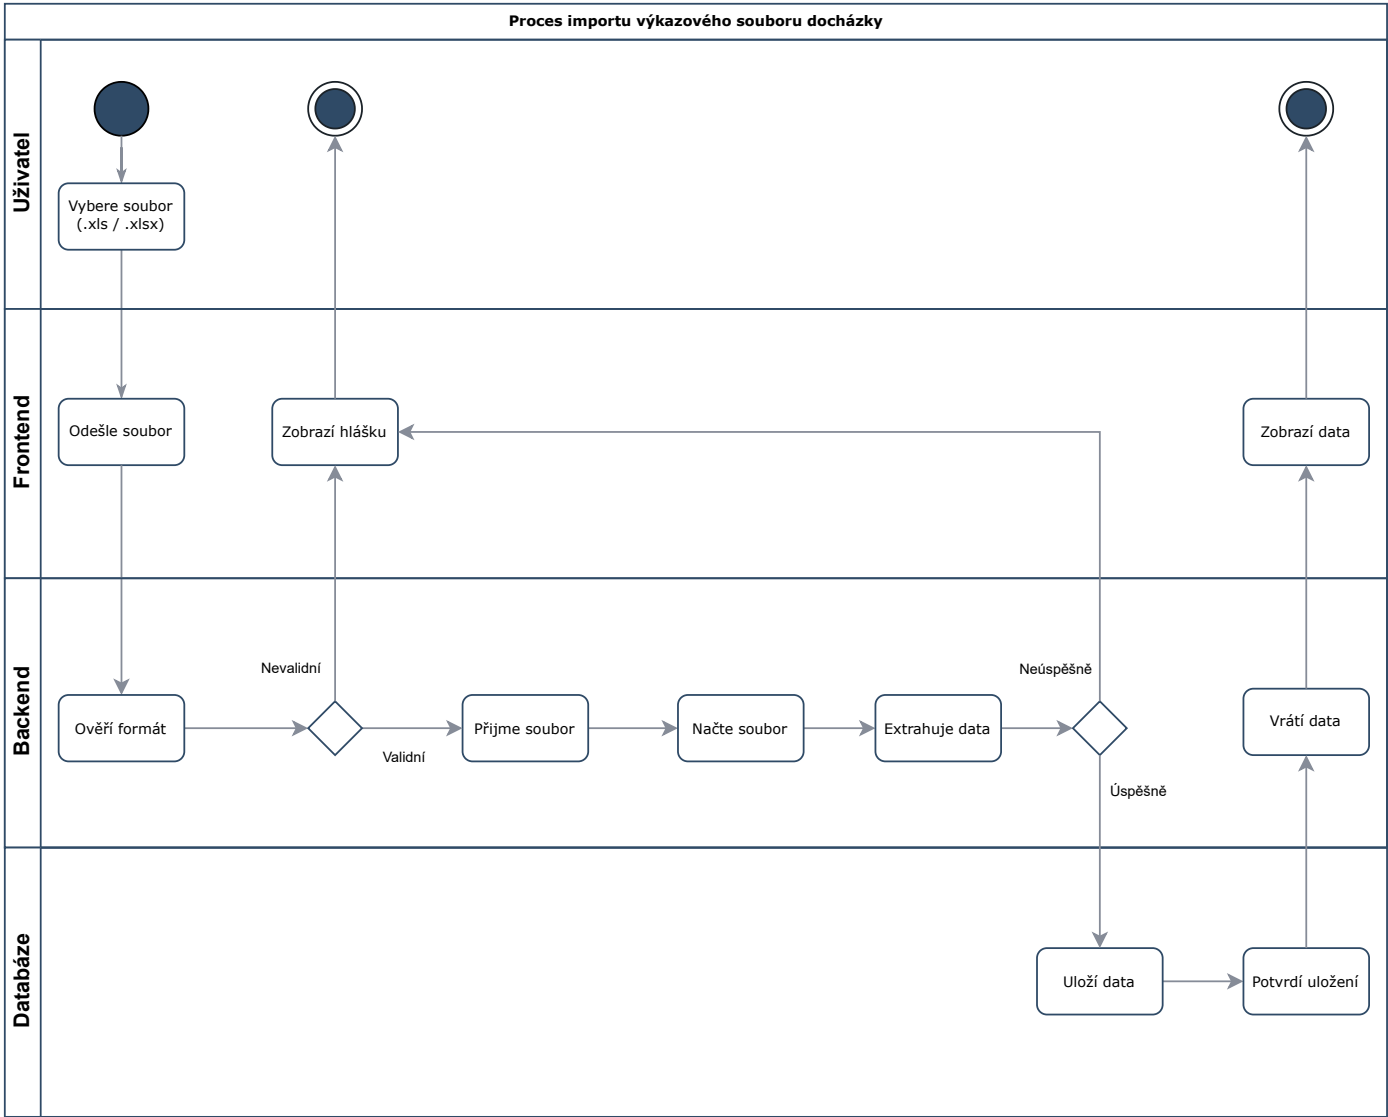 Proces importu výkazového souboru docházky
Uživatel
Vybere soubor
(.xls / .xlsx)
Frontend
Odešle soubor
Zobrazí hlášku
Zobrazí data
Backend
Nevalidní
Neúspěšně
Ověří formát
Přijme soubor
Načte soubor
Extrahuje data
Vrátí data
Validní
Úspěšně
Databáze
Uloží data
Potvrdí uložení